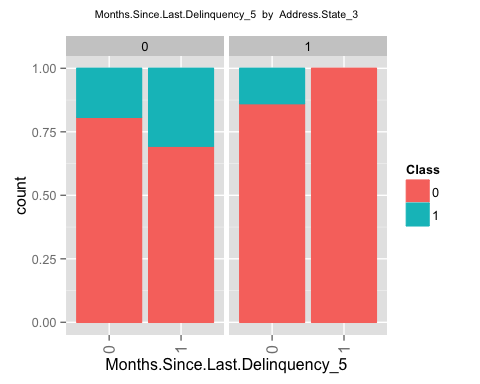 Months.Since.Last.Delinquency_5 by Address.State_3
0 1
1.00
0.75
0.50
0.25
0.00
count
0 1 0 1
Months.Since.Last.Delinquency_5
Class
0
1